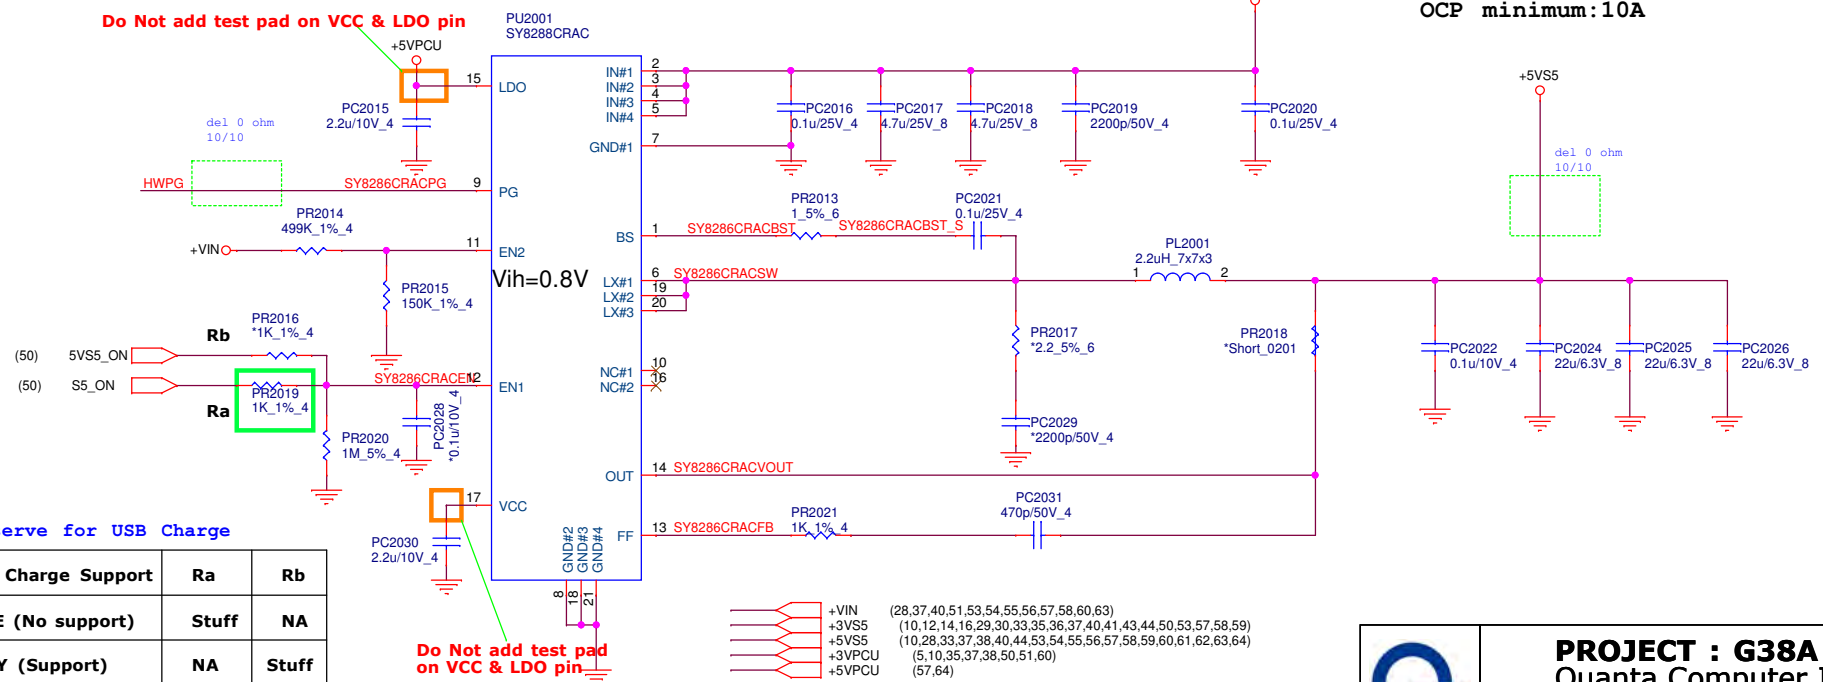 Do Not add test pad on VCC & LDO pin
PU2001
SY8288CRAC
OCP minimum:10A
+5VPCU
+5VS5
15
LDO
PC2015
2.2u/10V_4
IN#1
IN#2
IN#3
IN#4
2
3
4
5
GND#1
7
PC2016
0.1u/25V_4
PC2017
4.7u/25V_8
PC2018
4.7u/25V_8
PC2019
2200p/50V_4
PC2020
0.1u/25V_4
del 0 ohm
10/10
del 0 ohm
10/10
HWPG
SY8286CRACPG
9
PG
PR2014
499K_1%_4
+VIN
11
EN2
Vih=0.8V
PR2015
150K_1%_4
BS
1
SY8286CRACBST
PR2013
1_5%_6
SY8286CRACBST_S
PC2021
0.1u/25V_4
LX#1
LX#2
LX#3
6
19
20
SY8286CRACSW
PL2001
2.2uH_7x7x3
1
2
PR2016
*1K_1%_4
Rb
(50)
5VS5_ON
(50)
S5_ON
PR2019
1K_1%_4
Ra
SY8286CRACEN
12
EN1
PR2020
1M_5%_4
PC2028
*0.1u/10V_4
NC#1
NC#2
10
16
PR2017
*2.2_5%_6
PC2029
*2200p/50V_4
PR2018
*Short_0201
PC2022
0.1u/10V_4
PC2024
22u/6.3V_8
PC2025
22u/6.3V_8
PC2026
22u/6.3V_8
OUT
14
SY8286CRACVOUT
17
VCC
PC2030
2.2u/10V_4
FF
13
SY8286CRACFB
PR2021
1K_1%_4
PC2031
470p/50V_4
GND#2
GND#3
GND#4
8
18
21
erve for USB Charge
Charge Support Ra Rb
E (No support) Stuff NA
Y (Support) NA Stuff
Do Not add test pad
on VCC & LDO pin
+VIN (28,37,40,51,53,54,55,56,57,58,60,63)
+3VS5 (10,12,14,16,29,30,33,35,36,37,40,41,43,44,50,53,57,58,59)
+5VS5 (10,28,33,37,38,40,44,53,54,55,56,57,58,59,60,61,62,63,64)
+3VPCU (5,10,35,37,38,50,51,60)
+5VPCU (57,64)
PROJECT : G38A
Quanta Computer